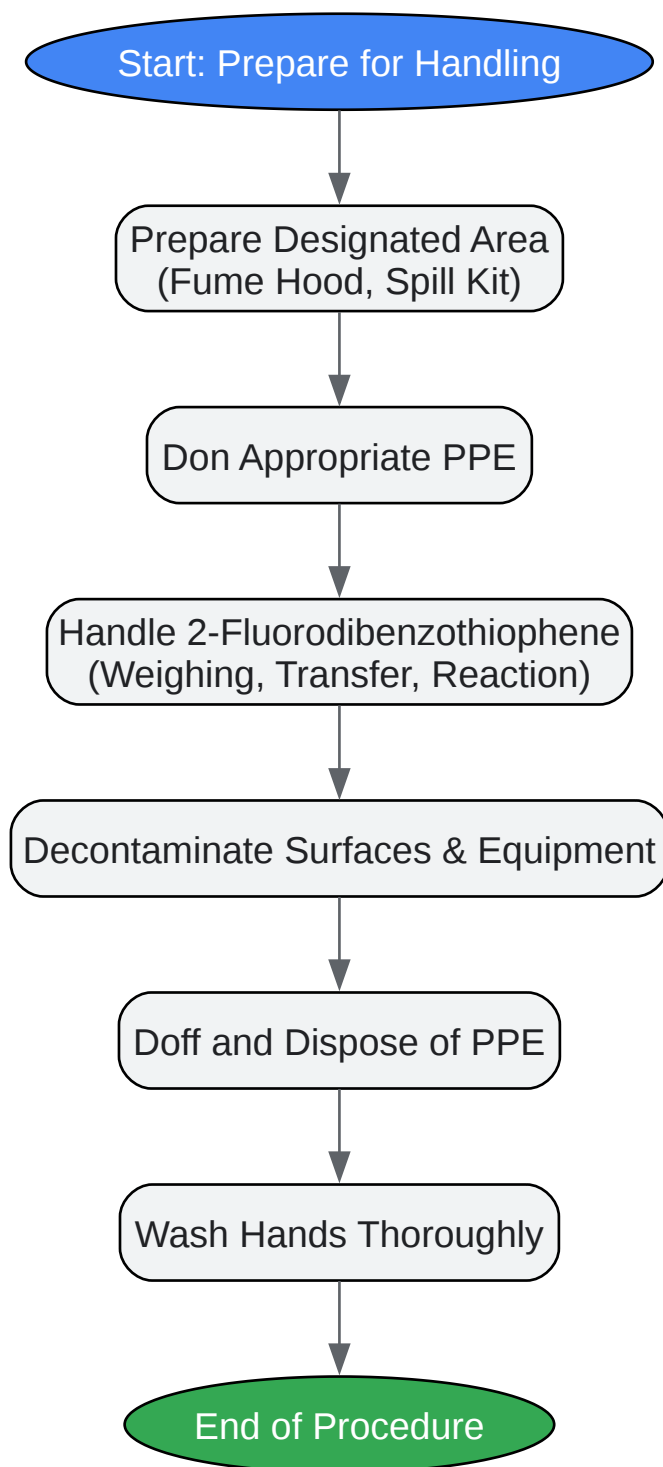 Start: Prepare for Handling
Prepare Designated Area
(Fume Hood, Spill Kit)
Don Appropriate PPE
Handle 2-Fluorodibenzothiophene
(Weighing, Transfer, Reaction)
Decontaminate Surfaces & Equipment
Doff and Dispose of PPE
Wash Hands Thoroughly
End of Procedure